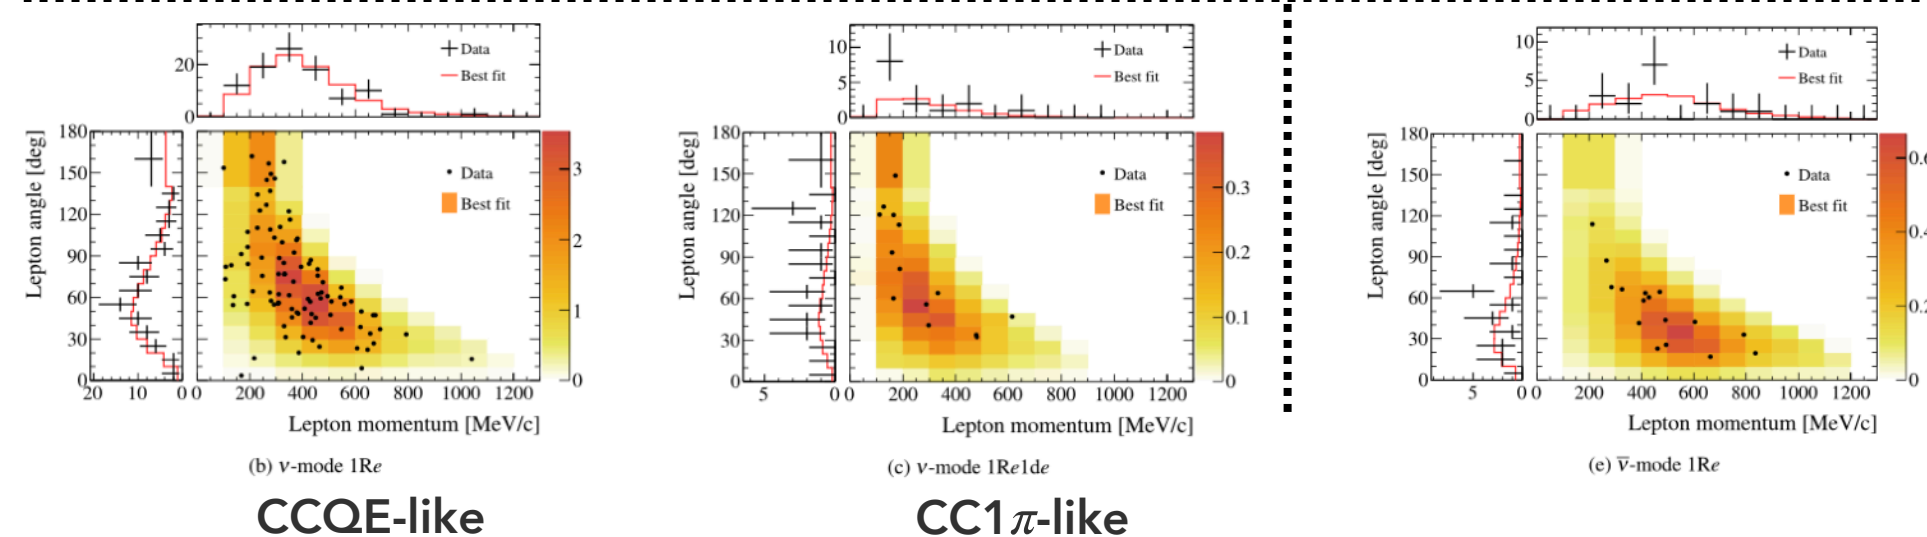 20
0
Data
Best fit
180
150
120
90
60
30
0
Lepton angle [deg]
20 10 0
Data
Best fit
3
2
1
0
0 200 400 600 800 1000 1200
Lepton momentum [MeV/c]
(b) ν-mode 1Re
CCQE-like
10
5
0
Data
Best fit
180
150
120
90
60
30
0
Lepton angle [deg]
5 0
Data
Best fit
0.3
0.2
0.1
0
0 200 400 600 800 1000 1200
Lepton momentum [MeV/c]
(c) ν-mode 1Re1de
CC1π-like
10
5
0
Data
Best fit
180
150
120
90
60
30
0
Lepton angle [deg]
5 0
Data
Best fit
0.6
0.4
0.2
0
0 200 400 600 800 1000 1200
Lepton momentum [MeV/c]
(e) ν̅-mode 1Re